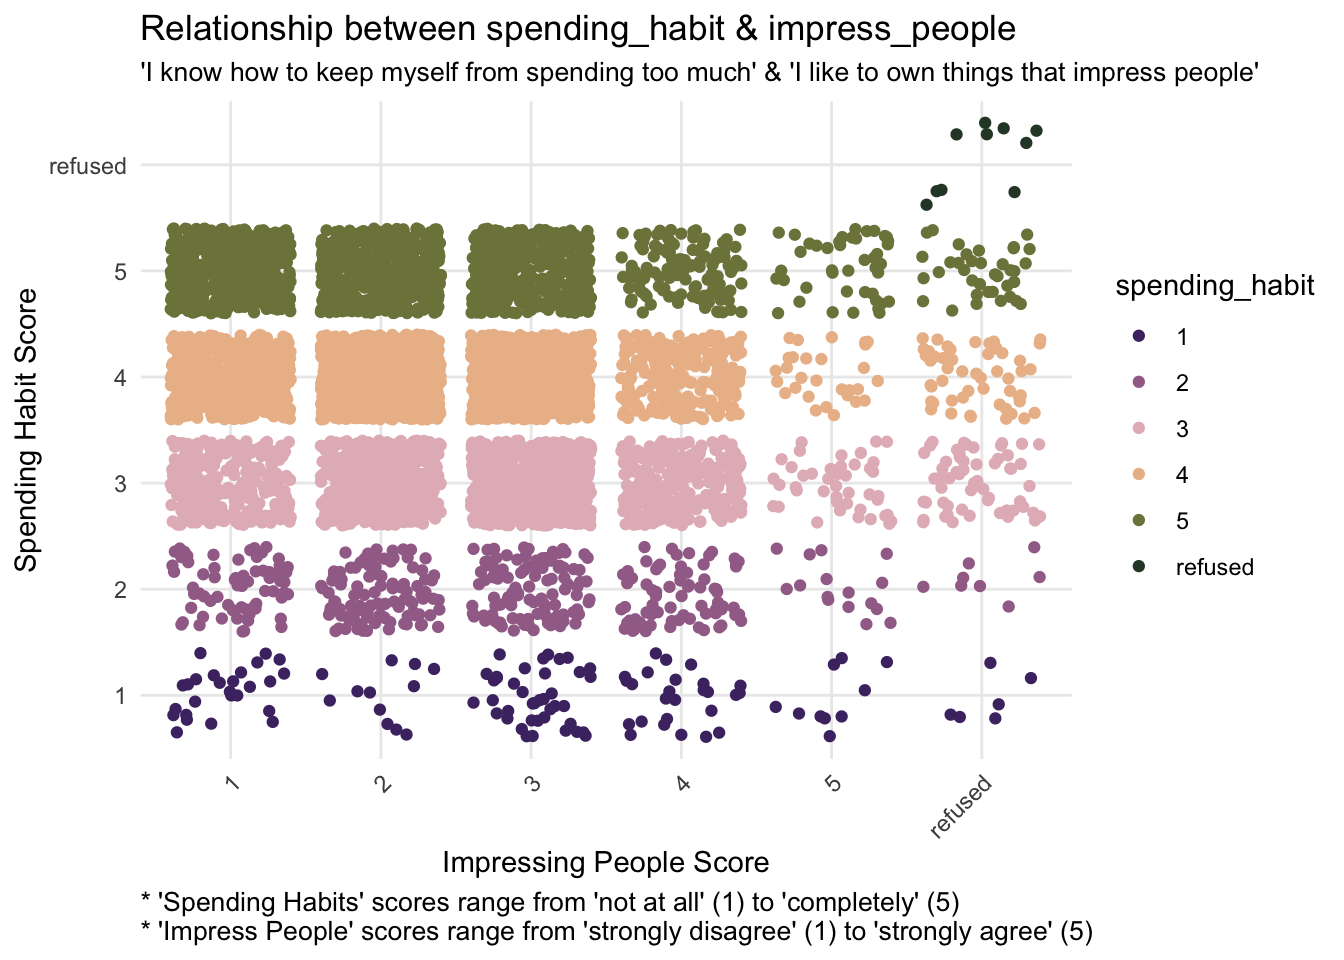 Relationship between spending_habit & impress_people
'I know how to keep myself from spending too much' & 'I like to own things that impress people'
Spending Habit Score
refused
5
4
3
2
1
1
2
3
4
5
refused
Impressing People Score
spending_habit
1
2
3
4
5
refused
* 'Spending Habits' scores range from 'not at all' (1) to 'completely' (5)
* 'Impress People' scores range from 'strongly disagree' (1) to 'strongly agree' (5)